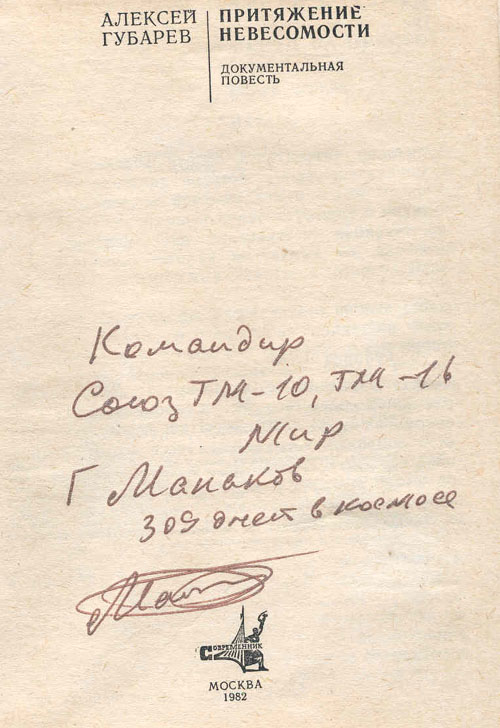 АЛЕКСЕЙ
ГУБАРЕВ
ПРИТЯЖЕНИЕ
НЕВЕСОМОСТИ
ДОКУМЕНТАЛЬНАЯ
ПОВЕСТЬ
Командир
Союз ТМ-10, ТМ-16
Мир
Г Манаков
309 дней в космосе
СОВРЕМЕННИК
МОСКВА
1982